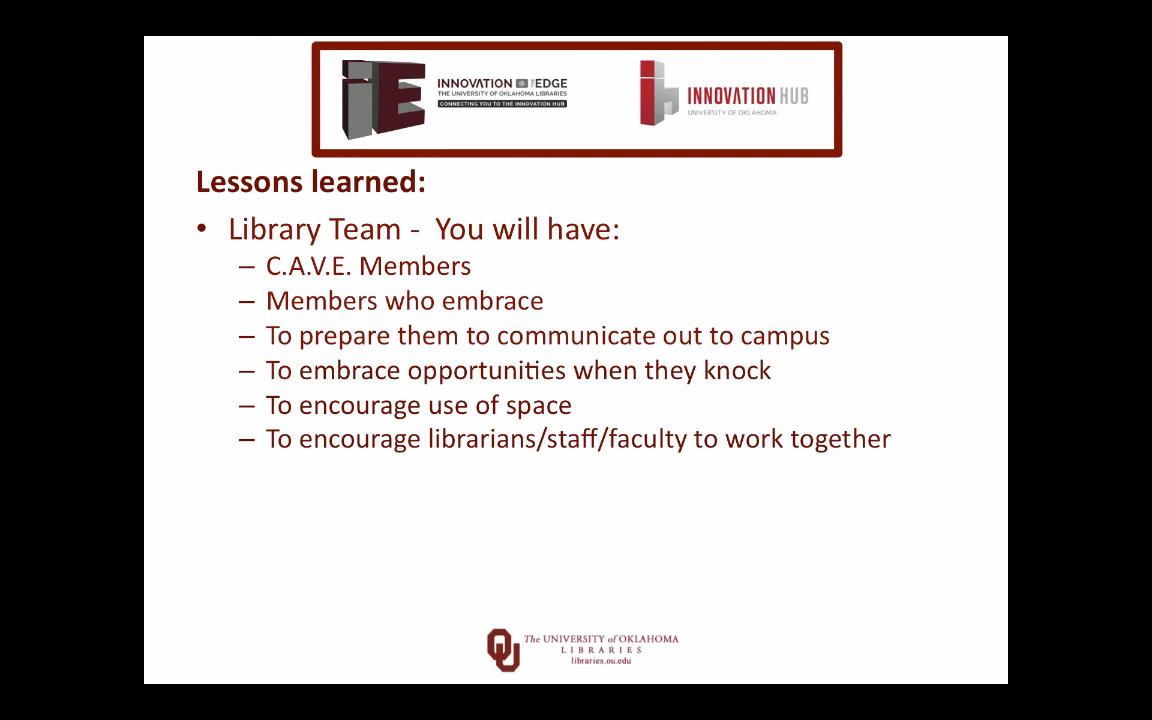 iE INNOVATION @ THE EDGE
THE UNIVERSITY OF OKLAHOMA LIBRARIES
CONNECTING YOU TO THE INNOVATION HUB
ih INNOVATION HUB
UNIVERSITY OF OKLAHOMA
Lessons learned:
• Library Team - You will have:
– C.A.V.E. Members
– Members who embrace
– To prepare them to communicate out to campus
– To embrace opportunities when they knock
– To encourage use of space
– To encourage librarians/staff/faculty to work together
OU The UNIVERSITY of OKLAHOMA
LIBRARIES
libraries.ou.edu